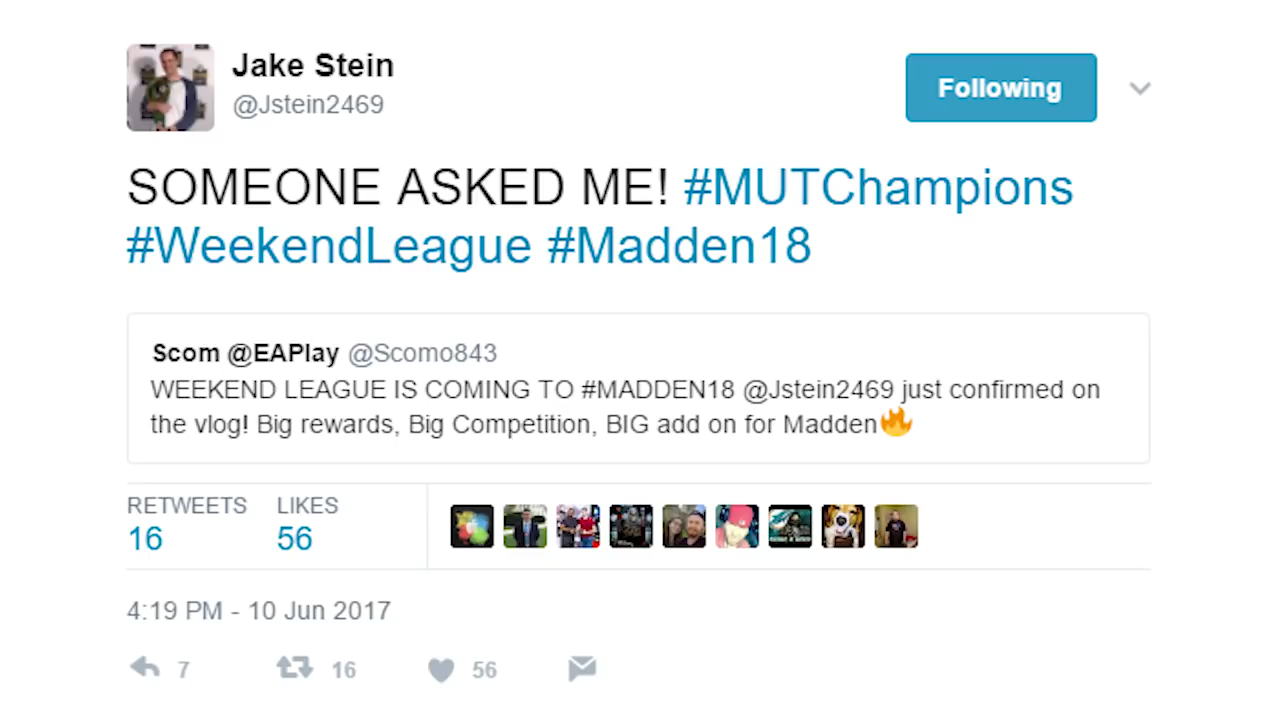 Jake Stein
@Jstein2469
Following
SOMEONE ASKED ME! #MUTChampions
#WeekendLeague #Madden18
Scom @EAPlay @Scomo843
WEEKEND LEAGUE IS COMING TO #MADDEN18 @Jstein2469 just confirmed on
the vlog! Big rewards, Big Competition, BIG add on for Madden🔥
RETWEETS LIKES
16 56
4:19 PM - 10 Jun 2017
7 16 56